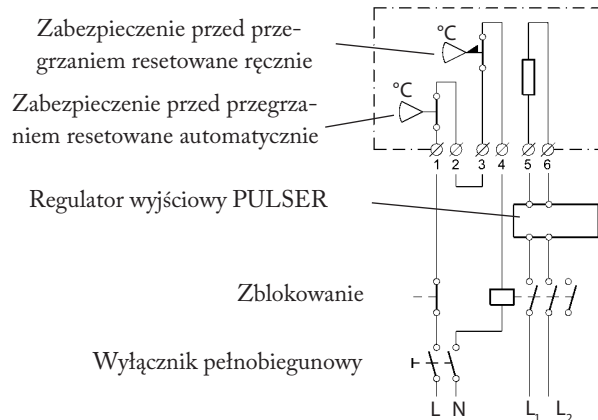 Zabezpieczenie przed prze-
grzaniem resetowane ręcznie
°C
Zabezpieczenie przed przegrza-
niem resetowane automatycznie
°C
1 2 3 4 5 6
Regulator wyjściowy PULSER
Zblokowanie
Wyłącznik pełnobiegunowy
L N L1 L2